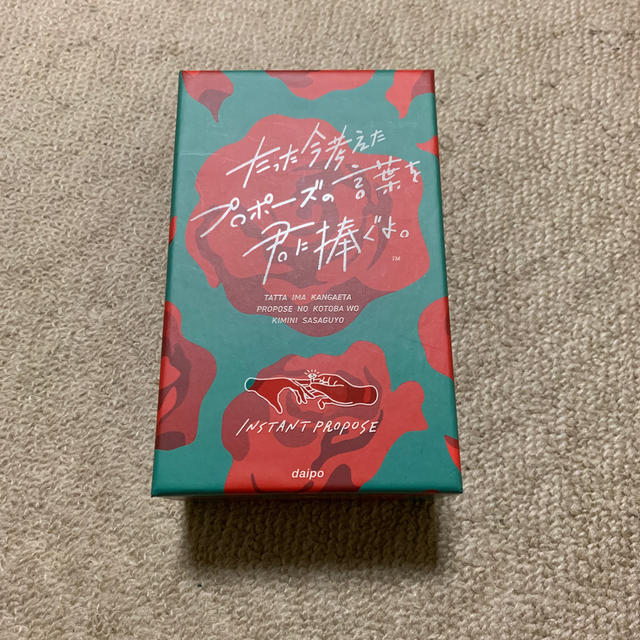 たった今考えた
プロポーズの言葉を
君に捧ぐよ。
TM
TATTA IMA KANGAETA
PROPOSE NO KOTOBA WO
KIMINI SASAGUYO
INSTANT PROPOSE
daipo